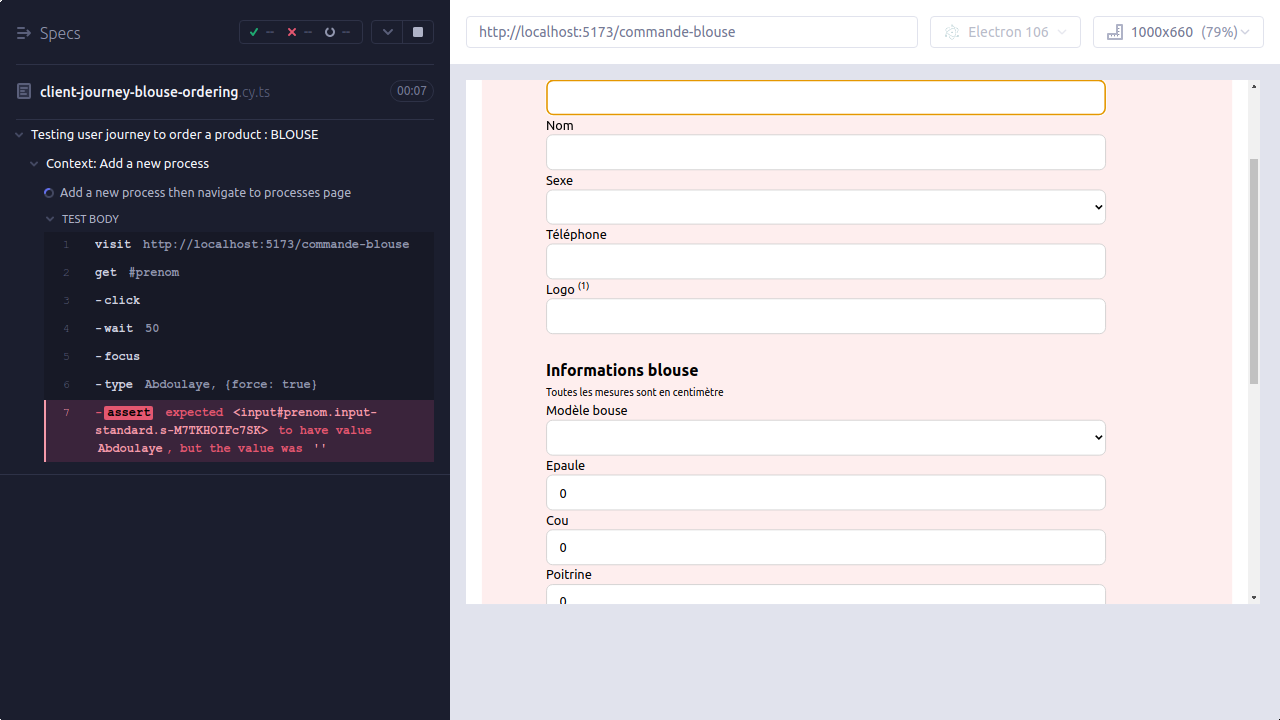 Specs
-- -- --
client-journey-blouse-ordering.cy.ts 00:07
Testing user journey to order a product : BLOUSE
Context: Add a new process
Add a new process then navigate to processes page
TEST BODY
1 visit http://localhost:5173/commande-blouse
2 get #prenom
3 -click
4 -wait 50
5 -focus
6 -type Abdoulaye, {force: true}
7 -assert expected <input#prenom.input-
standard.s-M7TKHOIFc7SK> to have value
Abdoulaye, but the value was ''
http://localhost:5173/commande-blouse
Electron 106
1000x660 (79%)
Nom
Sexe
Téléphone
Logo (1)
Informations blouse
Toutes les mesures sont en centimètre
Modèle bouse
Epaule
0
Cou
0
Poitrine
0